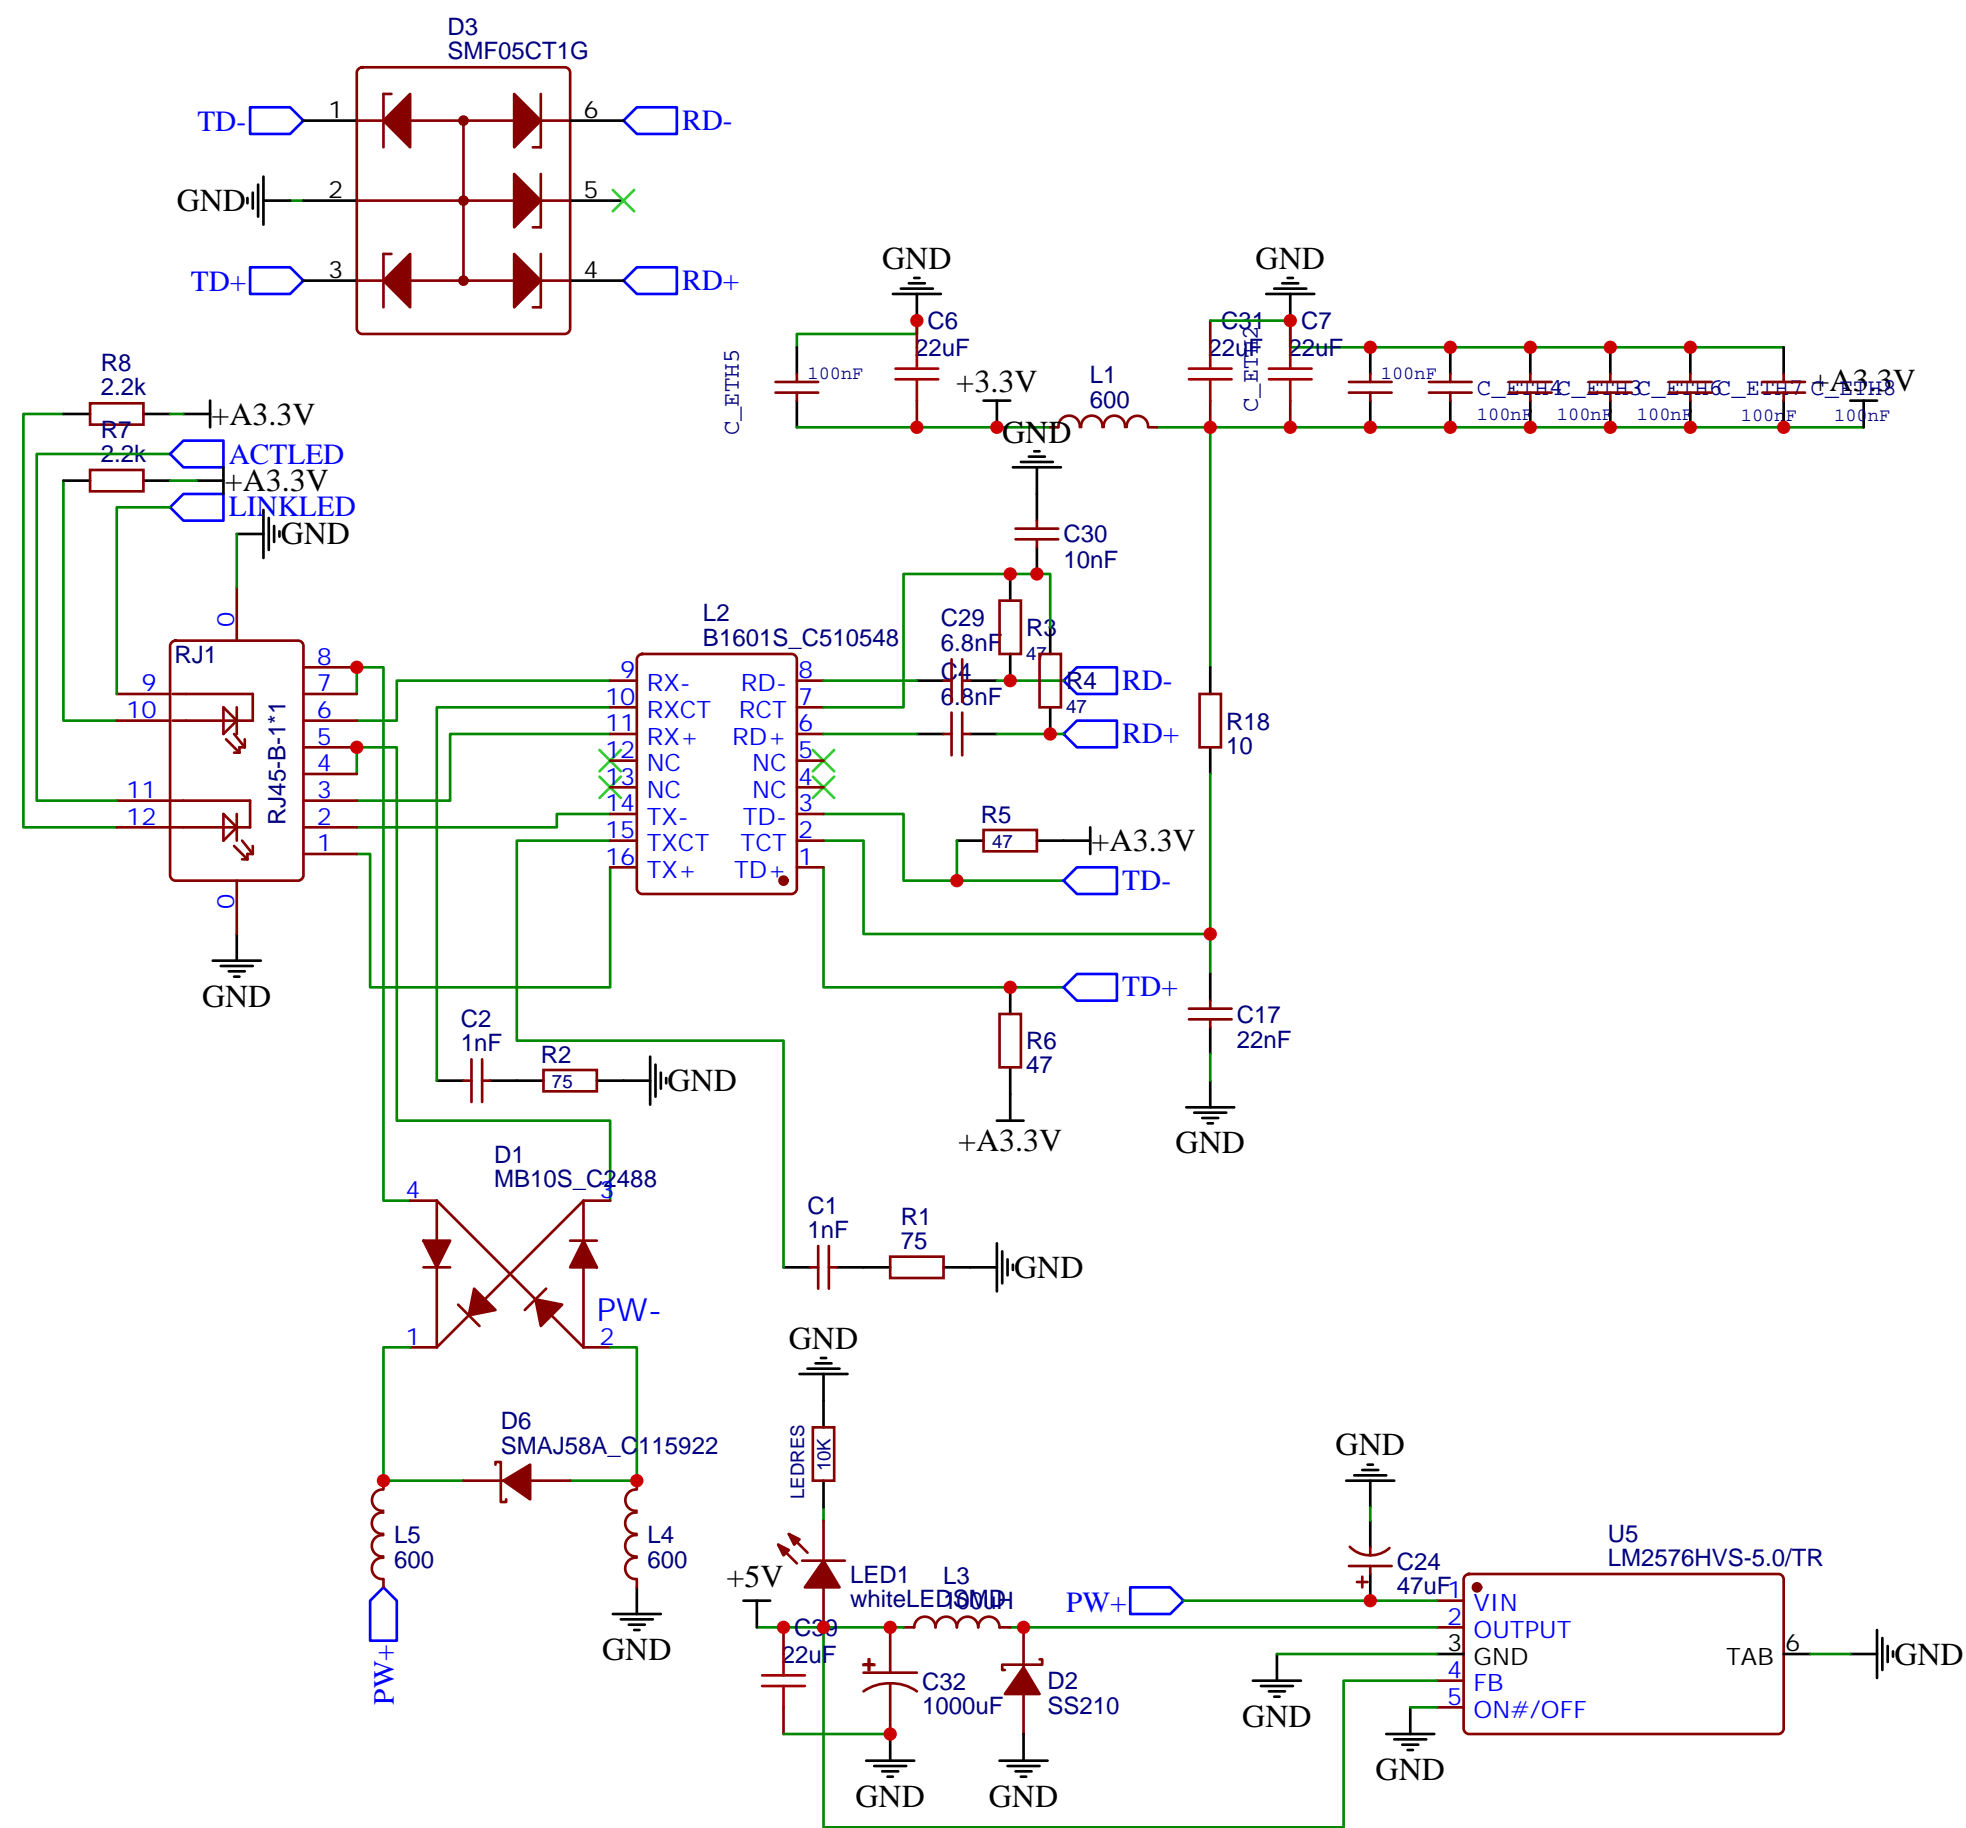 D3
SMF05CT1G
TD-
1
6
RD-
GND
2
5
TD+
3
4
RD+
GND
GND
C6
22uF
C31
22uF
C7
22uF
C_ETH5
100nF
+3.3V
L1
600
C_ETH2
100nF
C_ETH4
100nF
C_ETH3
100nF
C_ETH6
100nF
C_ETH7
100nF
C_ETH8
100nF
+A3.3V
R8
2.2k
+A3.3V
R7
2.2k
ACTLED
+A3.3V
LINKLED
GND
GND
C30
10nF
0
RJ1
RJ45-B-1*1
8
7
6
5
4
3
2
1
9
10
11
12
0
GND
L2
B1601S_C510548
9
10
11
12
13
14
15
16
RX-
RXCT
RX+
NC
NC
TX-
TXCT
TX+
RD-
RCT
RD+
NC
NC
TD-
TCT
TD+
8
7
6
5
4
3
2
1
C29
6.8nF
R3
47
C4
6.8nF
R4
47
RD-
RD+
R18
10
R5
47
+A3.3V
TD-
TD+
R6
47
+A3.3V
C17
22nF
GND
C2
1nF
R2
75
GND
D1
MB10S_C2488
4
3
1
2
PW-
C1
1nF
R1
75
GND
D6
SMAJ58A_C115922
L5
600
L4
600
PW+
GND
GND
LEDRES
10K
LED1
whiteLEDSMD
L3
100uH
+5V
C39
22uF
C32
1000uF
GND
D2
SS210
GND
PW+
GND
C24
47uF
U5
LM2576HVS-5.0/TR
1
2
3
4
5
VIN
OUTPUT
GND
FB
ON#/OFF
TAB
6
GND
GND
GND